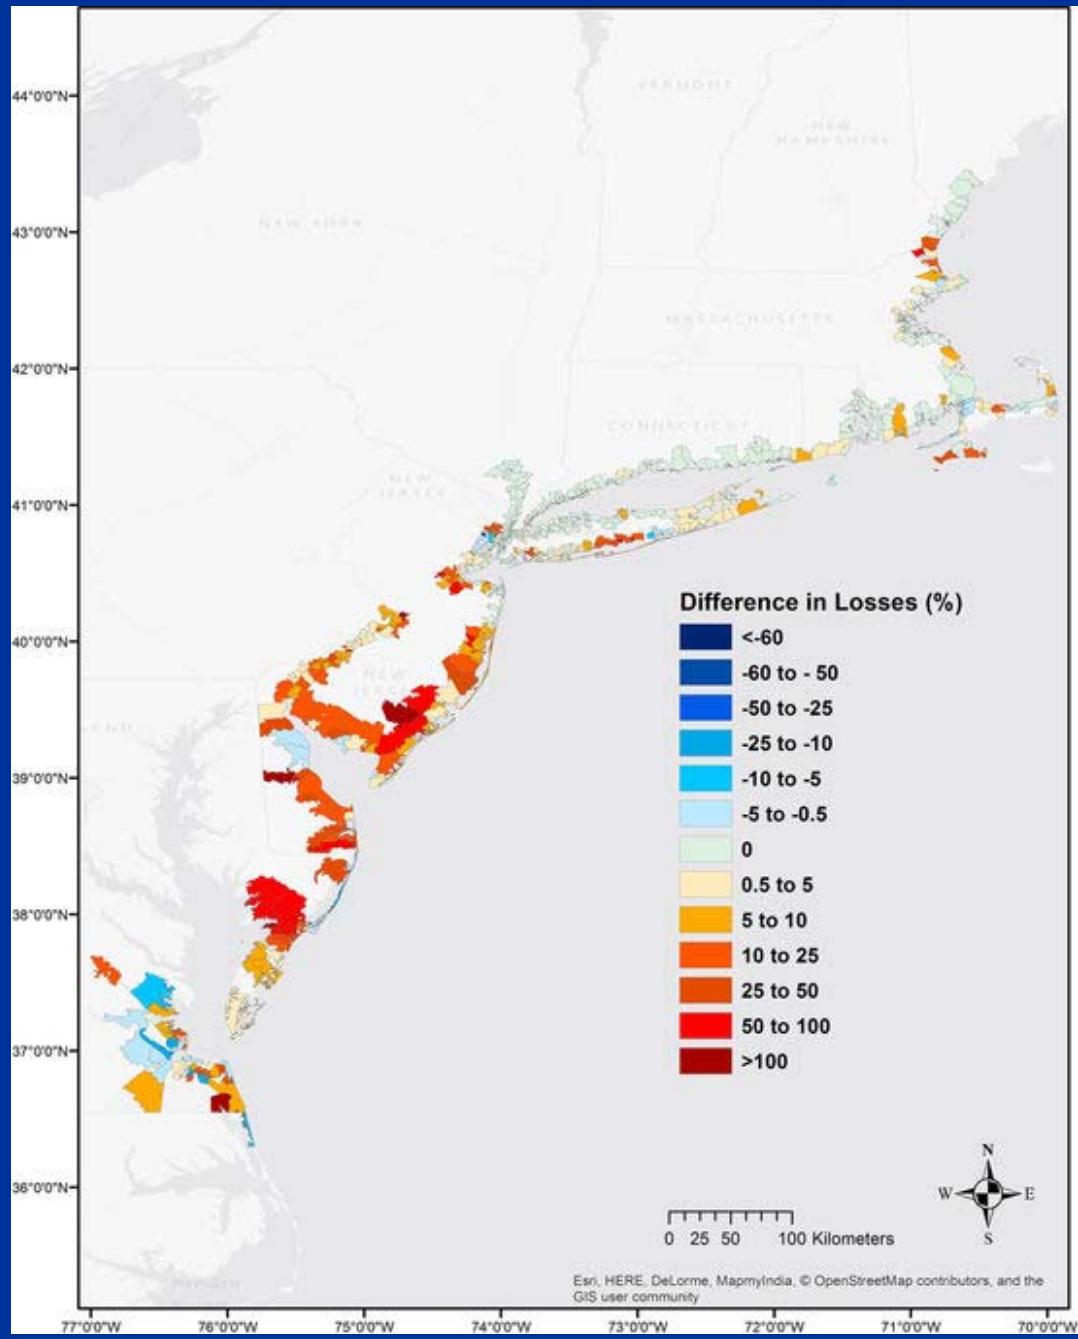 44°0'0"N
43°0'0"N
42°0'0"N
41°0'0"N
40°0'0"N
39°0'0"N
38°0'0"N
37°0'0"N
36°0'0"N
VERMONT
NEW
HAMPSHIRE
NEW YORK
MASSACHUSETTS
CONNECTICUT
NEW
JERSEY
NEW
JERSEY
Difference in Losses (%)
<-60
-60 to - 50
-50 to -25
-25 to -10
-10 to -5
-5 to -0.5
0
0.5 to 5
5 to 10
10 to 25
25 to 50
50 to 100
>100
N
W E
S
0 25 50 100 Kilometers
Esri, HERE, DeLorme, MapmyIndia, © OpenStreetMap contributors, and the
GIS user community
77°0'0"W 76°0'0"W 75°0'0"W 74°0'0"W 73°0'0"W 72°0'0"W 71°0'0"W 70°0'0"W